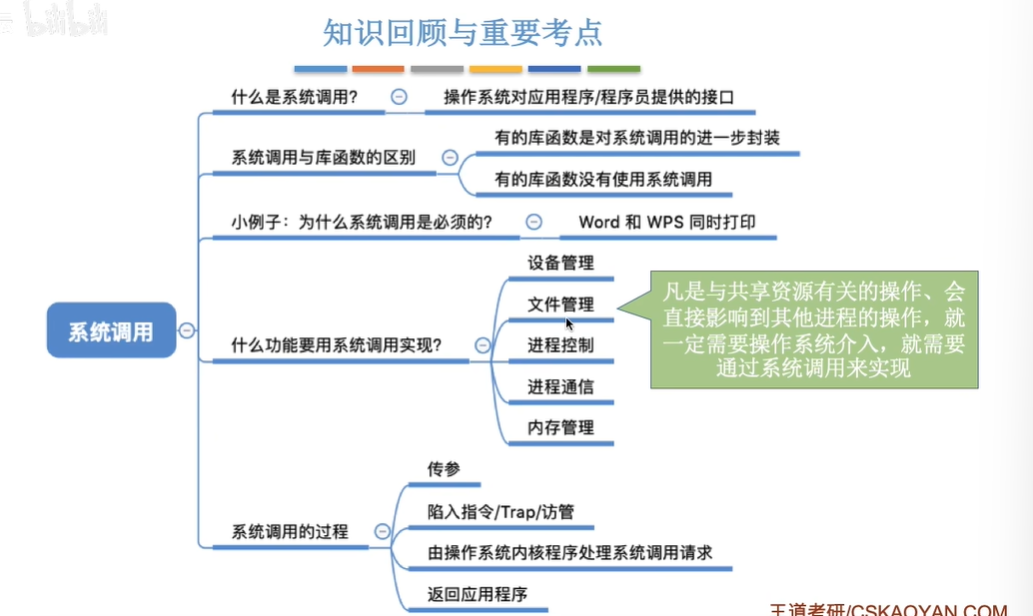 bilibili
知识回顾与重要考点
什么是系统调用?
操作系统对应用程序/程序员提供的接口
系统调用与库函数的区别
有的库函数是对系统调用的进一步封装
有的库函数没有使用系统调用
小例子：为什么系统调用是必须的?
Word 和 WPS 同时打印
系统调用
什么功能要用系统调用实现?
设备管理
文件管理
进程控制
进程通信
内存管理
凡是与共享资源有关的操作、会
直接影响到其他进程的操作，就
一定需要操作系统介入，就需要
通过系统调用来实现
系统调用的过程
传参
陷入指令/Trap/访管
由操作系统内核程序处理系统调用请求
返回应用程序
王道考研/CSKAOYAN.COM